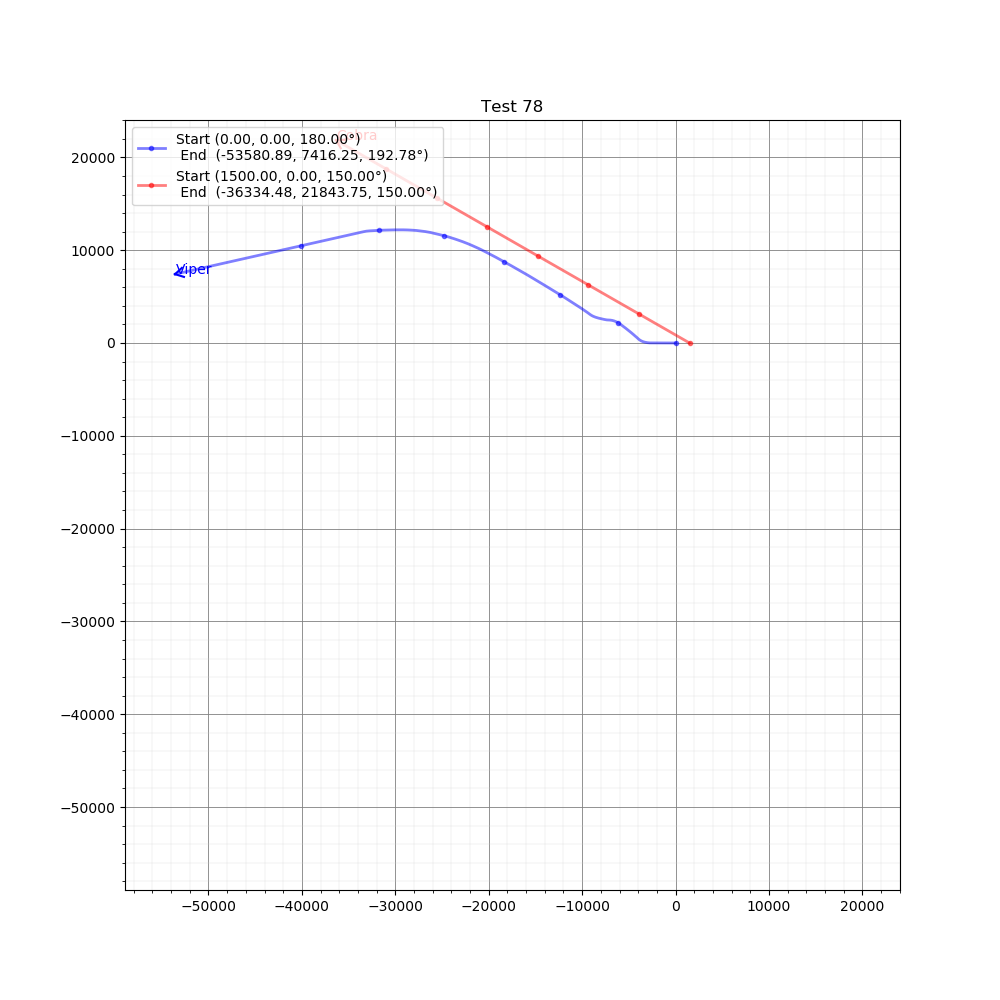 Test 78
Cobra
Start (0.00, 0.00, 180.00°)
End (-53580.89, 7416.25, 192.78°)
Start (1500.00, 0.00, 150.00°)
End (-36334.48, 21843.75, 150.00°)
Viper
20000
10000
0
−10000
−20000
−30000
−40000
−50000
−50000 −40000 −30000 −20000 −10000 0 10000 20000